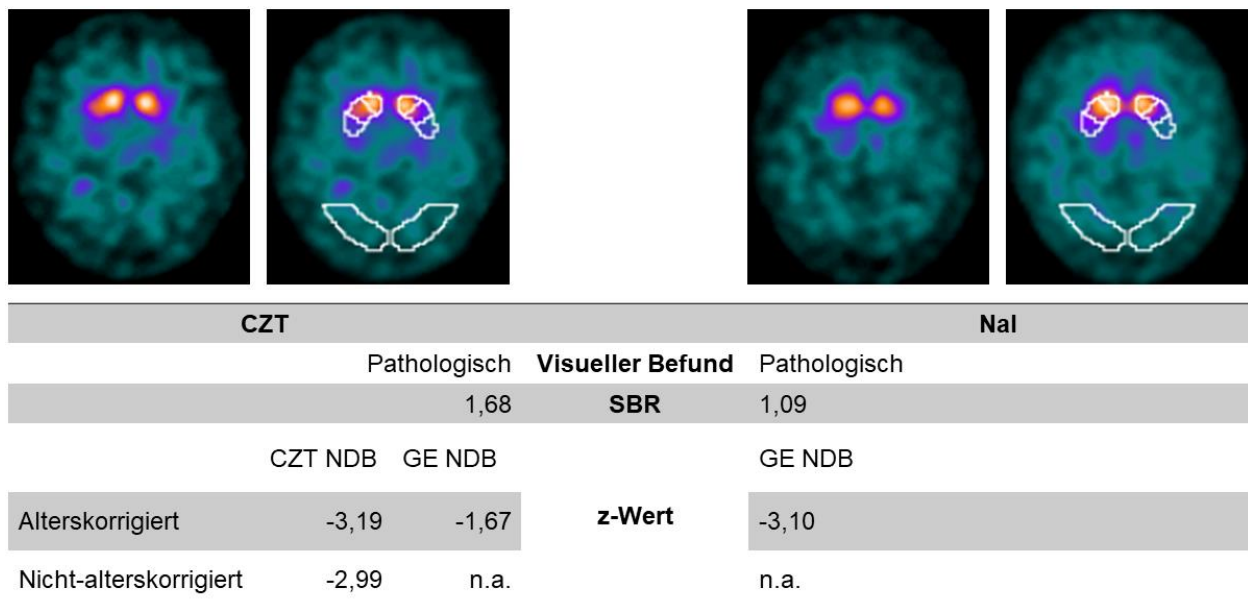 CZT NaI
Pathologisch Visueller Befund Pathologisch
1,68 SBR 1,09
CZT NDB GE NDB GE NDB
z-Wert
Alterskorrigiert -3,19 -1,67 -3,10
Nicht-alterskorrigiert -2,99 n.a. n.a.